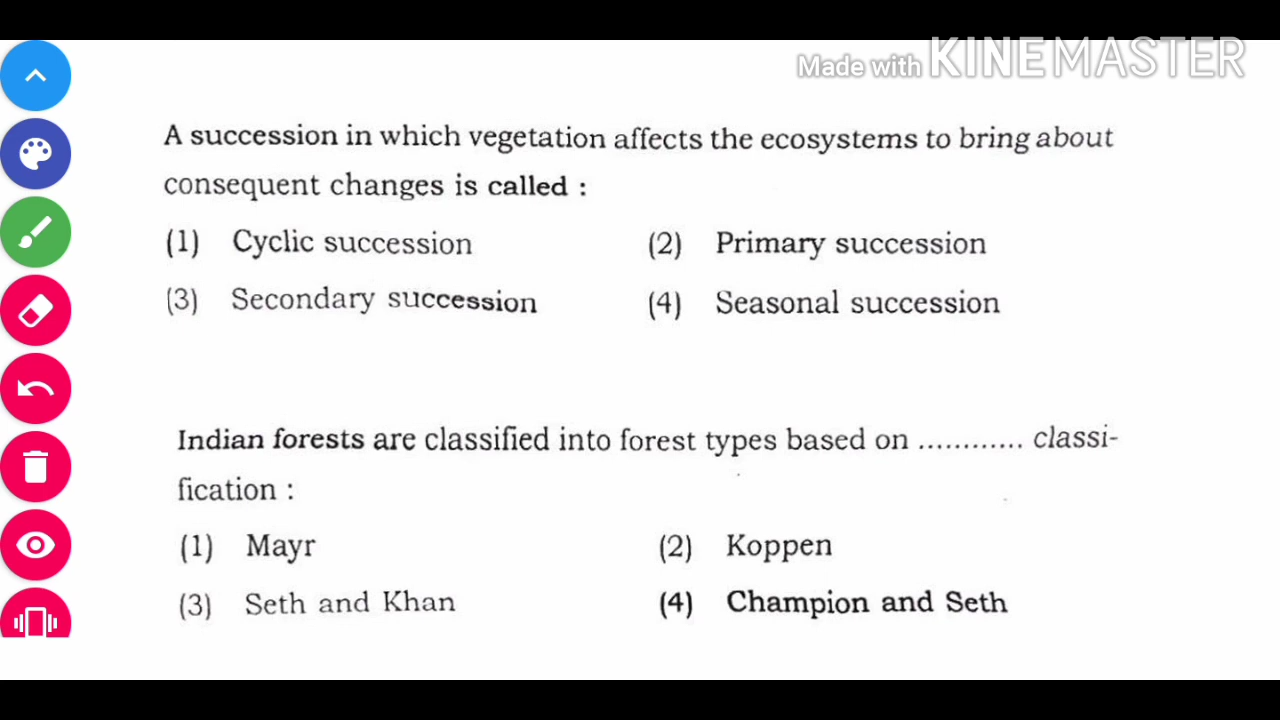 Made with KINEMASTER
A succession in which vegetation affects the ecosystems to bring about
consequent changes is called :
(1) Cyclic succession (2) Primary succession
(3) Secondary succession (4) Seasonal succession
Indian forests are classified into forest types based on ............ classi-
fication :
(1) Mayr (2) Koppen
(3) Seth and Khan (4) Champion and Seth